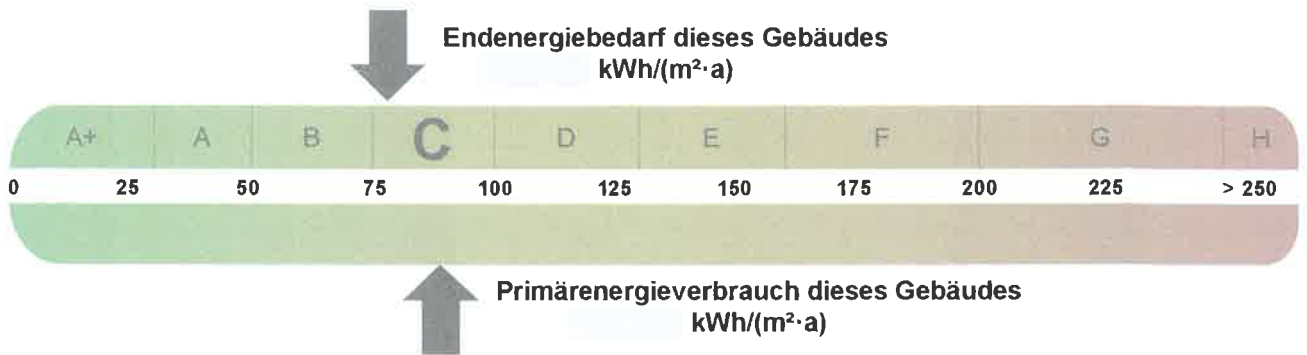 Endenergiebedarf dieses Gebäudes
kWh/(m²·a)
A+ A B C D E F G H
0 25 50 75 100 125 150 175 200 225 > 250
Primärenergieverbrauch dieses Gebäudes
kWh/(m²·a)